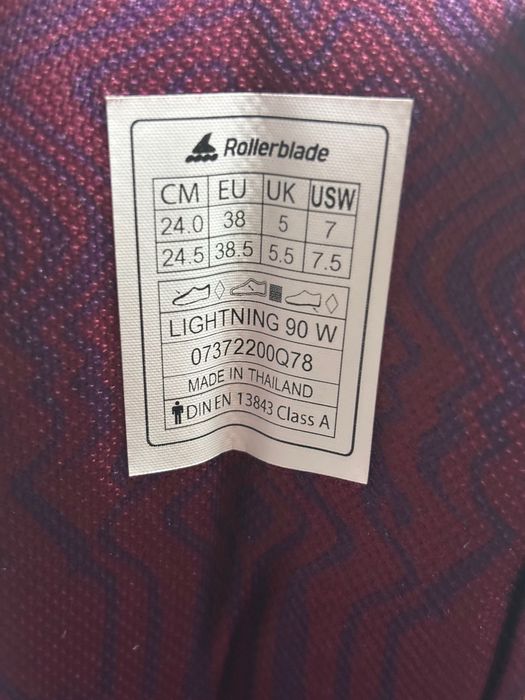 Rollerblade
CM EU UK USW
24.0 38 5 7
24.5 38.5 5.5 7.5
LIGHTNING 90 W
07372200Q78
MADE IN THAILAND
DIN EN 13843 Class A